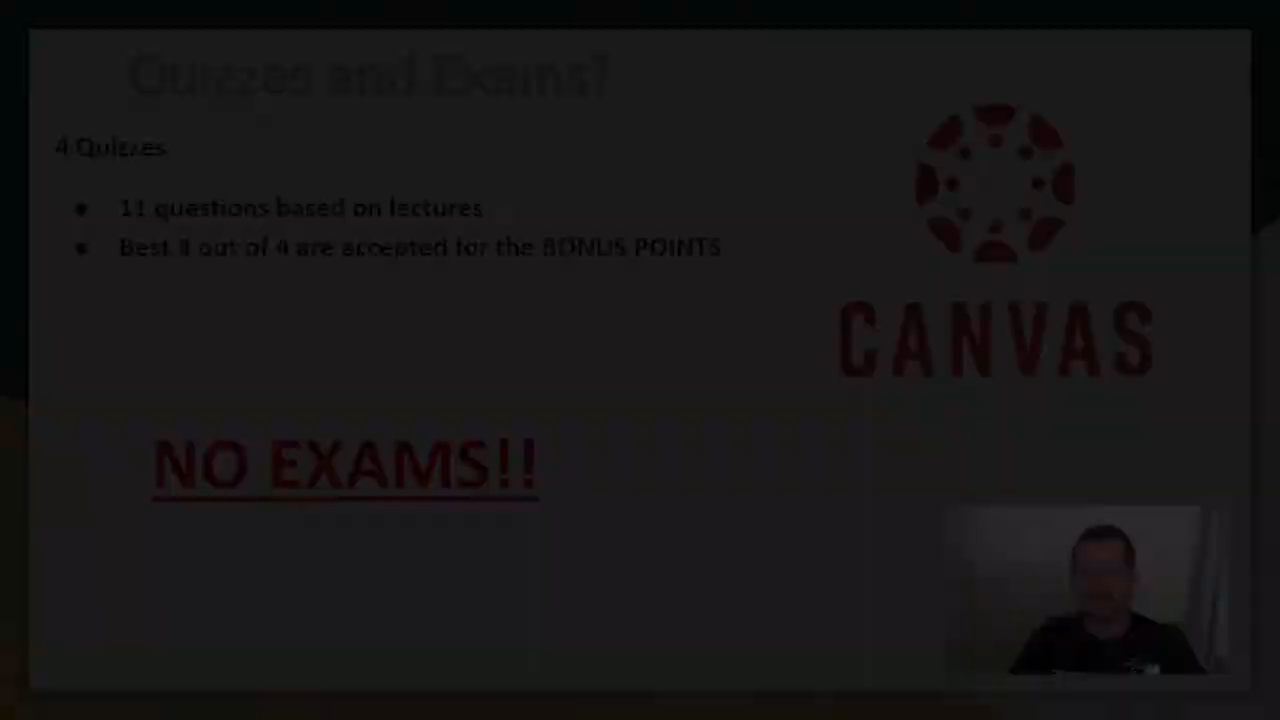 Quizzes and Exams?
4 Quizzes
11 questions based on lectures
Best 3 out of 4 are accepted for the BONUS POINTS
CANVAS
NO EXAMS!!